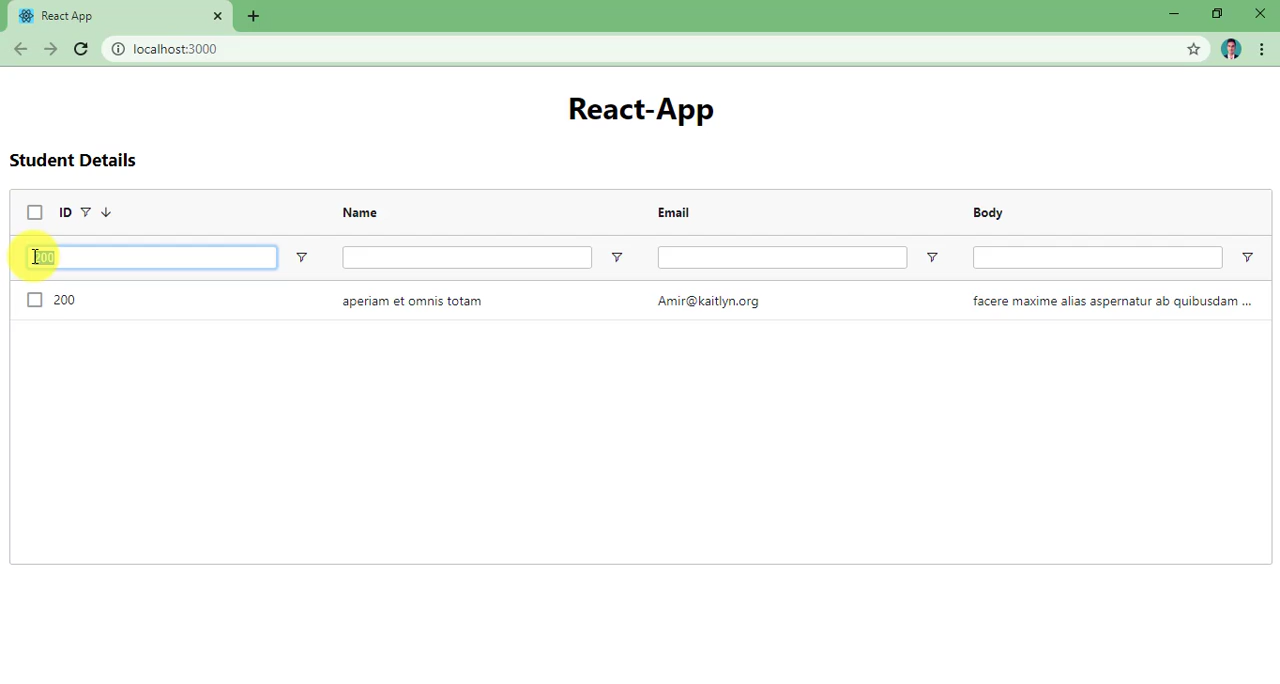 React App
localhost:3000
React-App
Student Details
ID Name Email Body
200
200 aperiam et omnis totam Amir@kaitlyn.org facere maxime alias aspernatur ab quibusdam ...